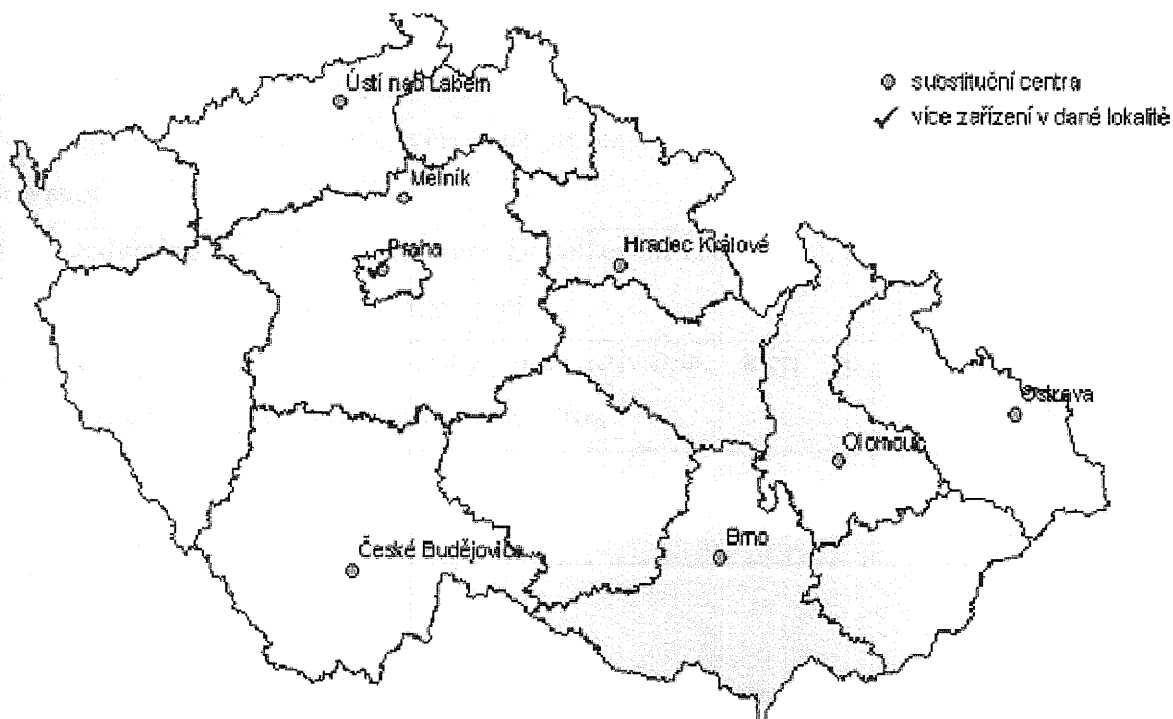 Ústí nad Labem
substituční centra
více zařízení v dané lokalitě
Mělník
Praha
Hradec Králové
Ostrava
Olomouc
Brno
České Budějovice